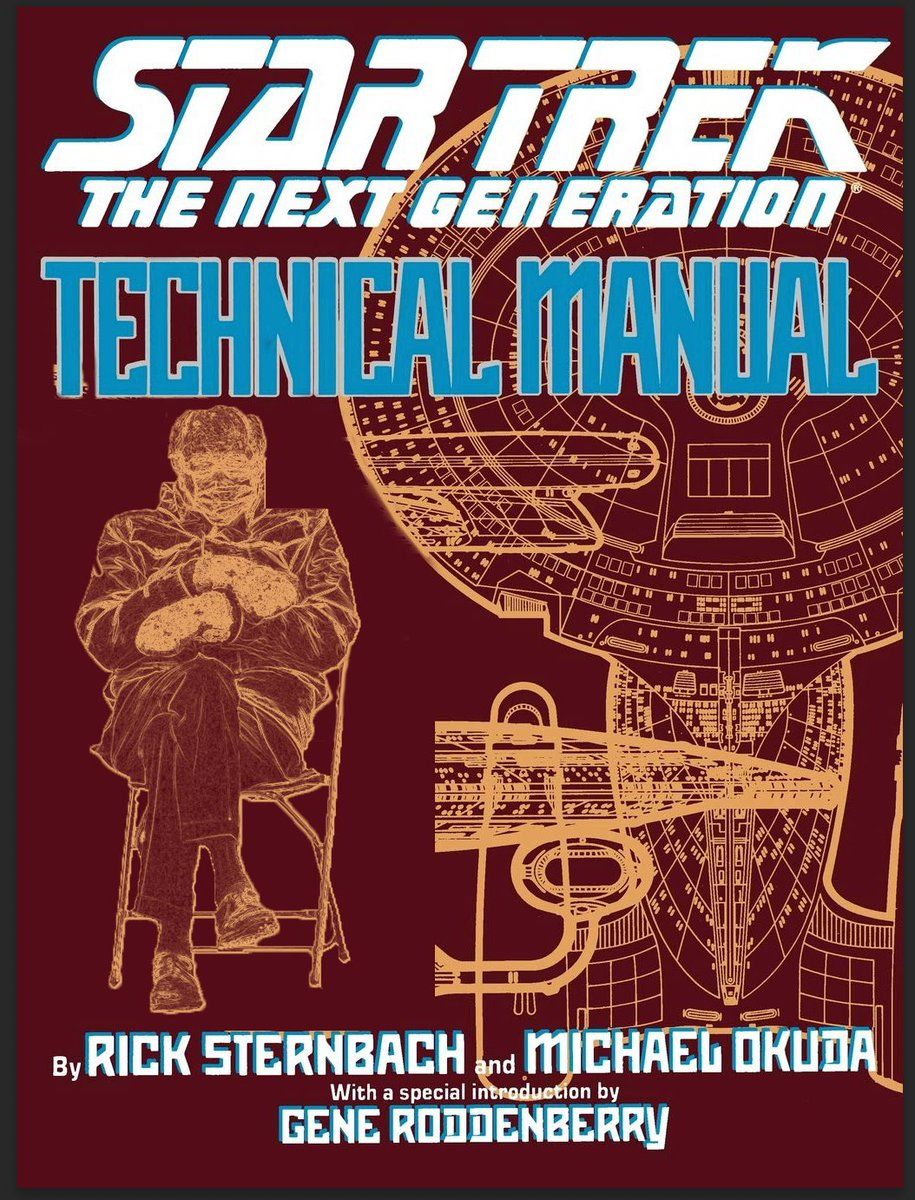 STAR TREK
THE NEXT GENERATION®
TECHNICAL MANUAL
By RICK STERNBACH and MICHAEL OKUDA
With a special introduction by
GENE RODDENBERRY